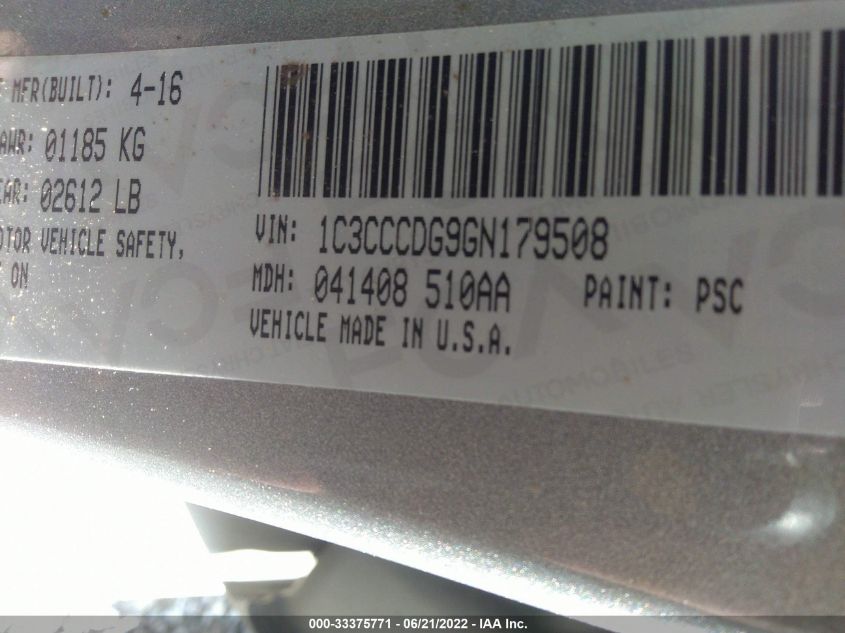 MFR(BUILT): 4-16
01185 KG
02612 LB
VEHICLE SAFETY,
ON
VIN: 1C3CCCDG9GN179508
MDH: 041408 510AA PAINT: PSC
VEHICLE MADE IN U.S.A.
000-33375771 - 06/21/2022 - IAA Inc.